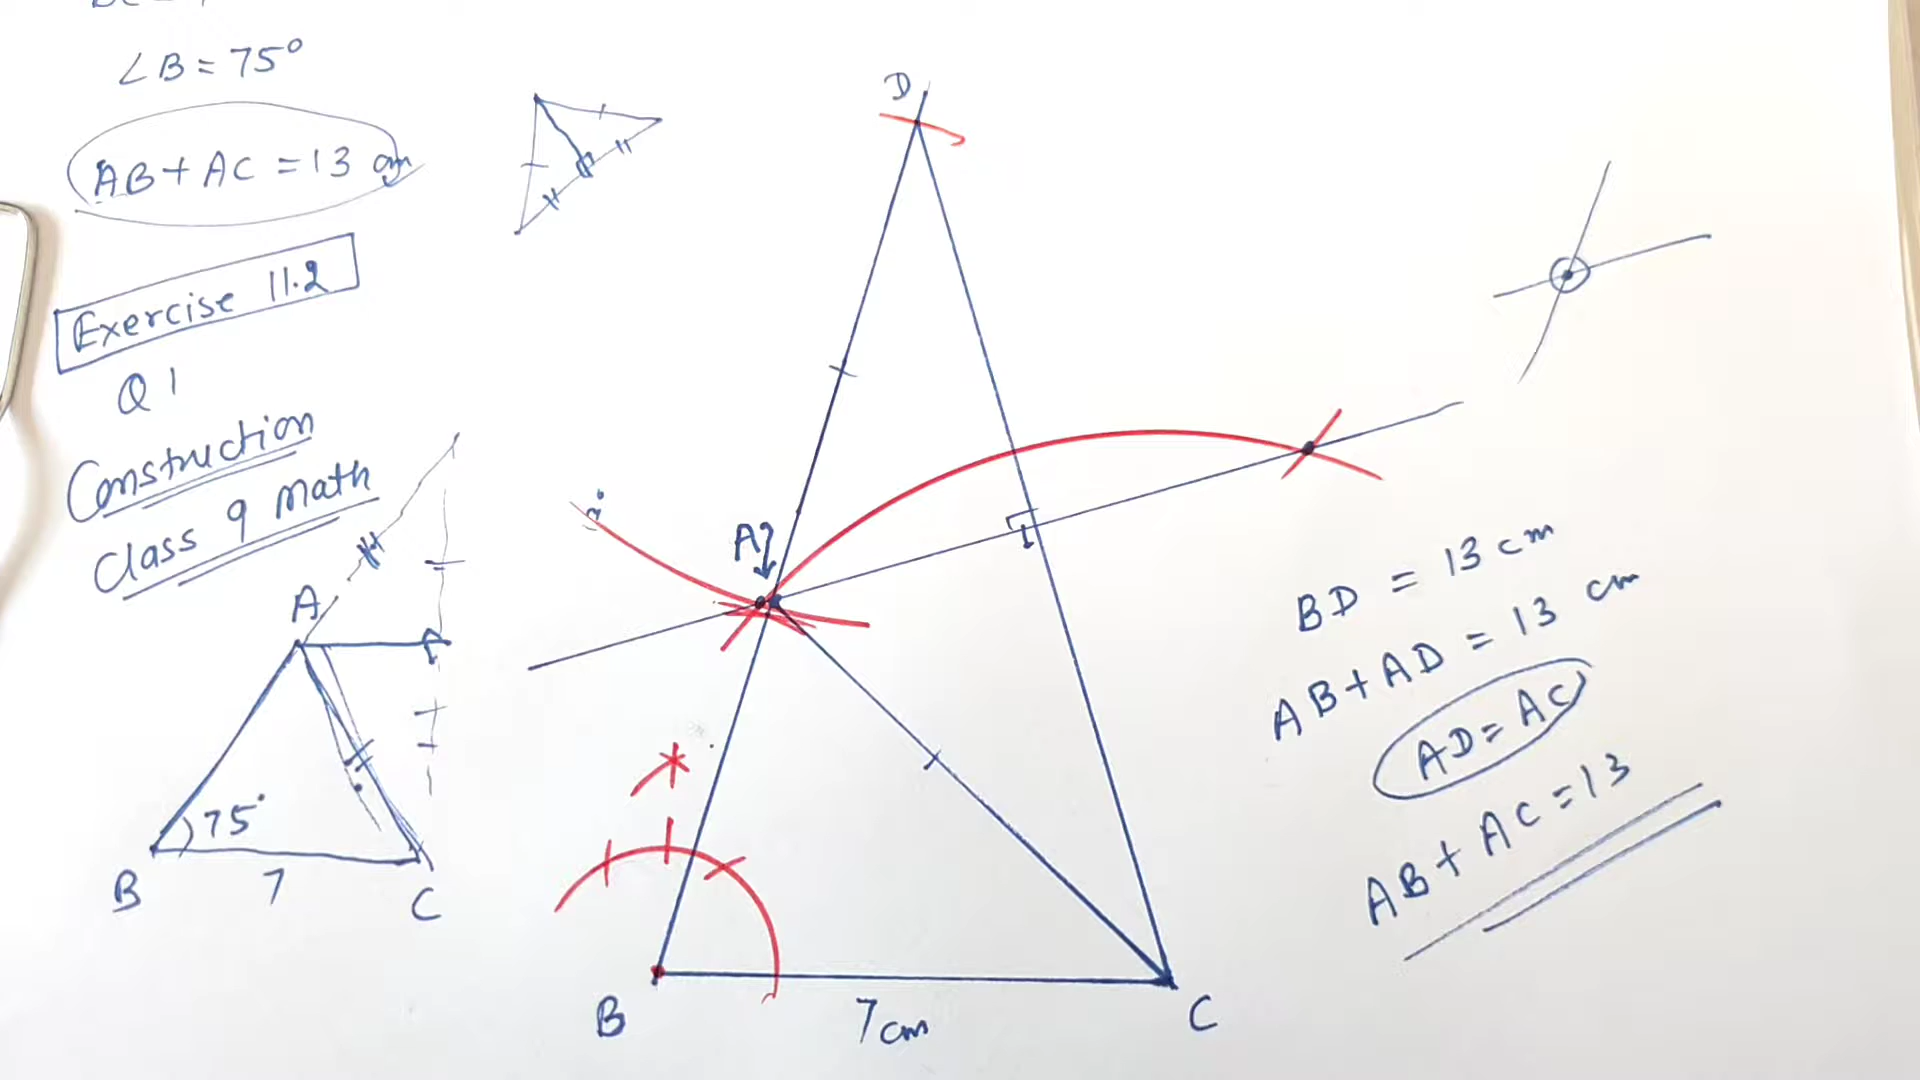 ∠B = 75°
AB + AC = 13 cm
Exercise 11.2
Q 1
Construction
Class 9 math
A
75°
B
7
C
D
A
B
7cm
C
BD = 13 cm
AB + AD = 13 cm
AD = AC
AB + AC = 13